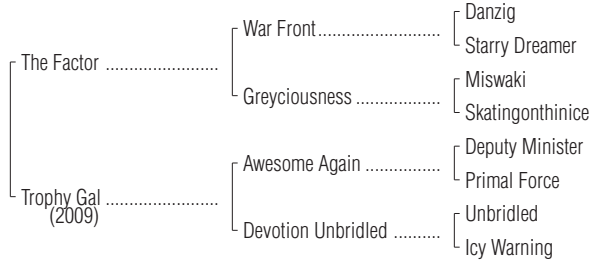 Danzig
War Front........................
Starry Dreamer
The Factor ......................
Miswaki
Greyciousness .................
Skatingonthinice
Deputy Minister
Awesome Again ...............
Primal Force
Trophy Gal ......................
(2009)
Unbridled
Devotion Unbridled ..........
Icy Warning